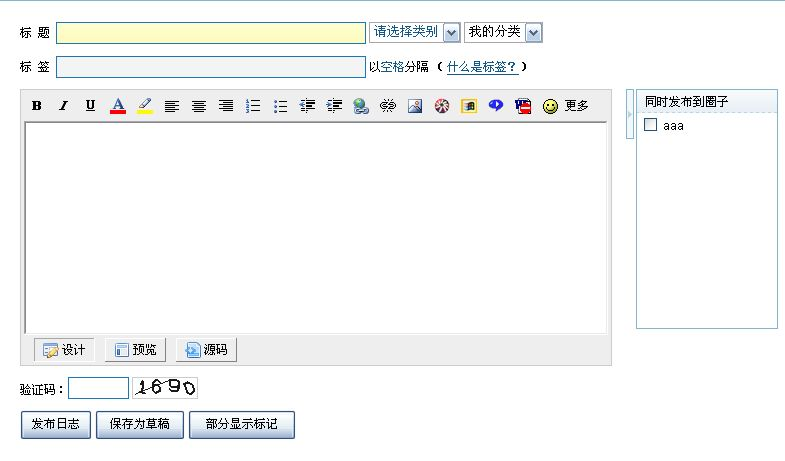 标 题 请选择类别 我的分类
标 签 以空格分隔 ( 什么是标签? )
B I U A 更多
同时发布到圈子
aaa
设计 预览 源码
验证码: 1690
发布日志 保存为草稿 部分显示标记